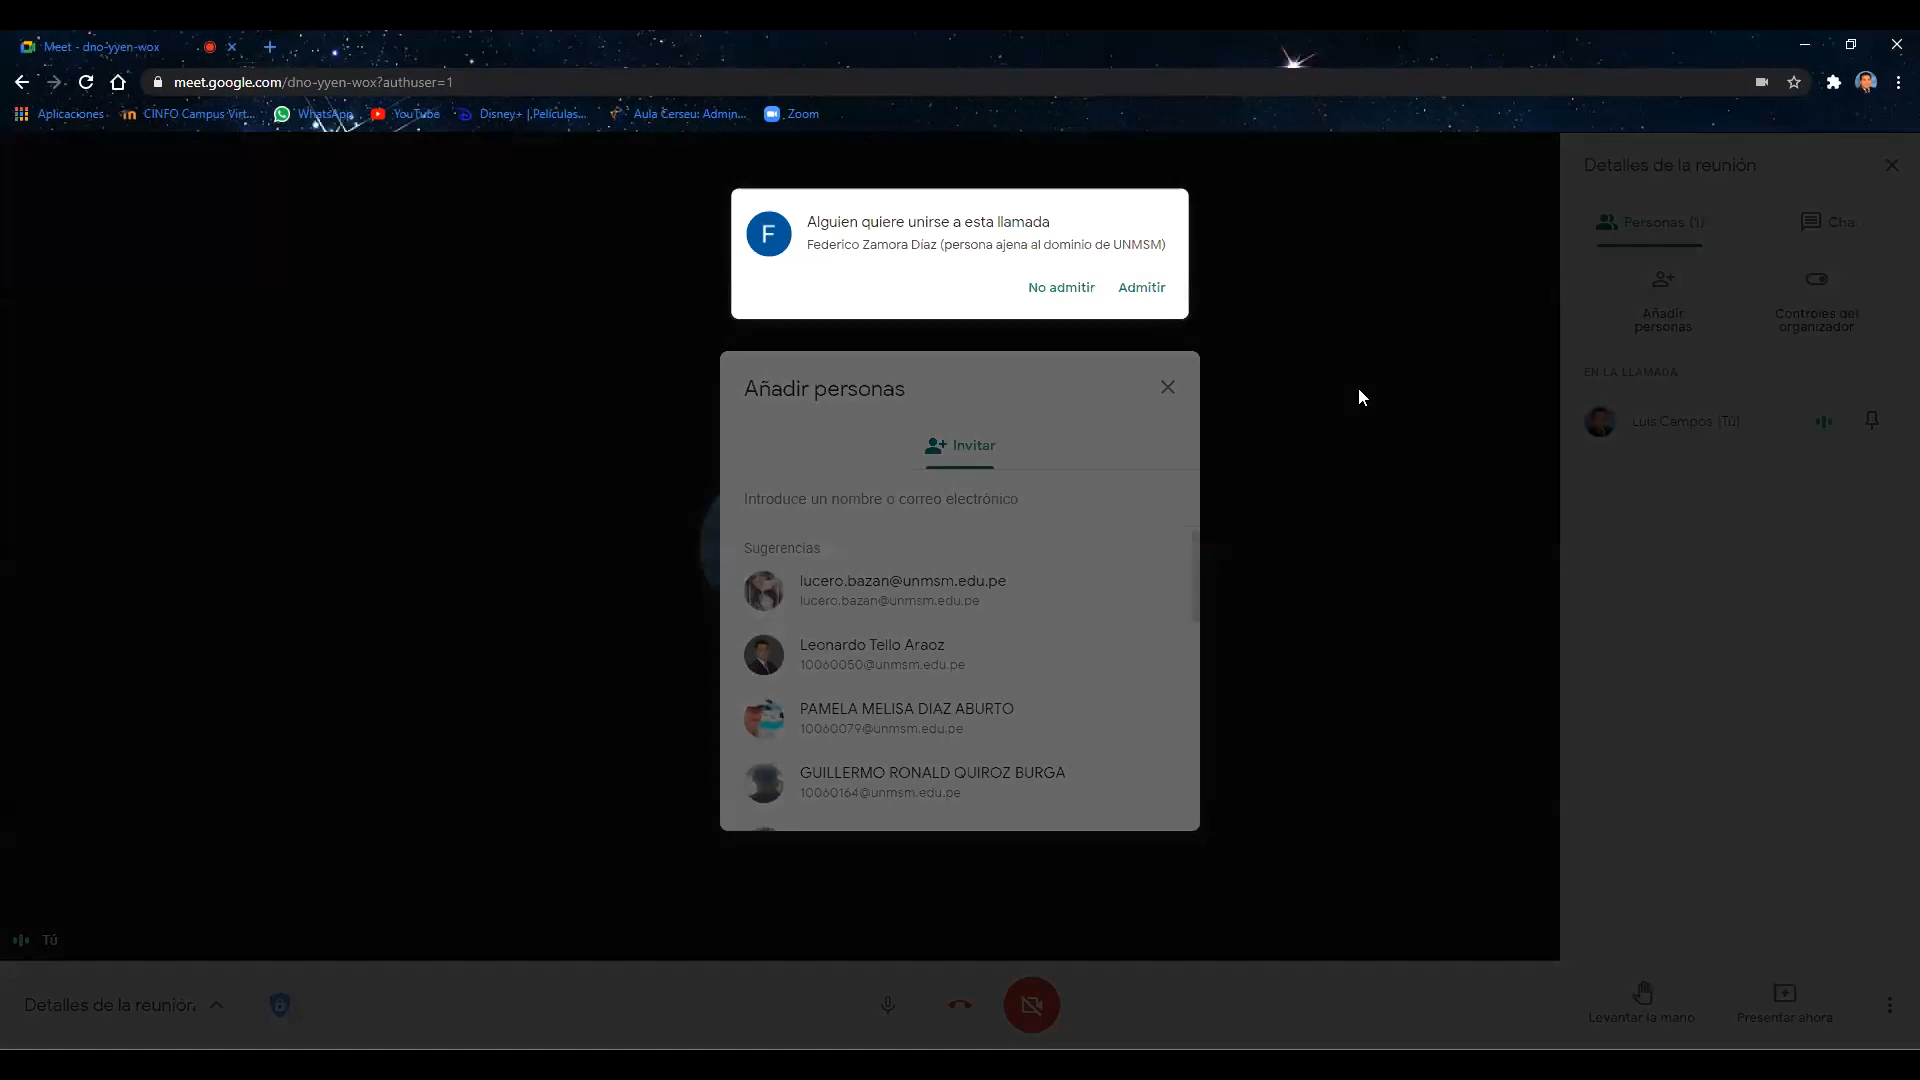 Meet - dno-yyen-wox
meet.google.com/dno-yyen-wox?authuser=1
Aplicaciones
CINFO Campus Virt...
WhatsApp
YouTube
Disney+ | Películas...
Aula Cerseu: Admin...
Zoom
Alguien quiere unirse a esta llamada
F
Federico Zamora Díaz (persona ajena al dominio de UNMSM)
No admitir
Admitir
Añadir personas
Invitar
Introduce un nombre o correo electrónico
Sugerencias
lucero.bazan@unmsm.edu.pe
lucero.bazan@unmsm.edu.pe
Leonardo Tello Araoz
10060050@unmsm.edu.pe
PAMELA MELISA DIAZ ABURTO
10060079@unmsm.edu.pe
GUILLERMO RONALD QUIROZ BURGA
10060164@unmsm.edu.pe
Detalles de la reunión
Personas (1)
Cha
Añadir
personas
Controles del
organizador
EN LA LLAMADA
Luis Campos (Tú)
Tú
Detalles de la reunión
Levantar la mano
Presentar ahora